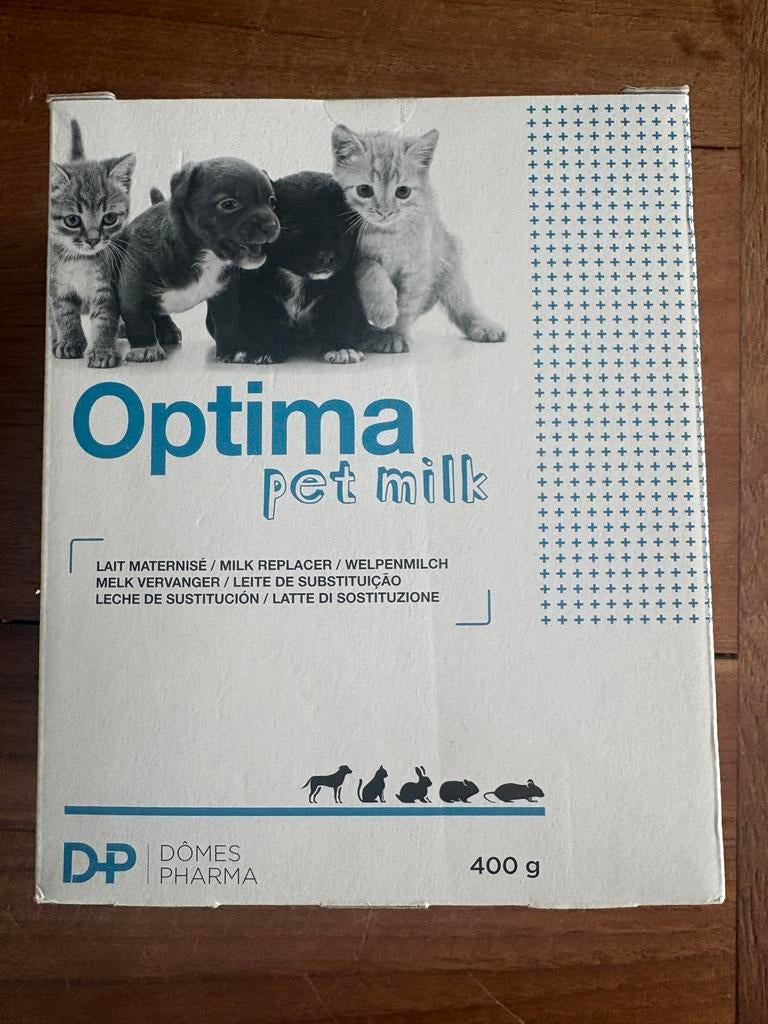 Optima
pet milk
LAIT MATERNISÉ / MILK REPLACER / WELPENMILCH
MELK VERVANGER / LEITE DE SUBSTITUIÇÃO
LECHE DE SUSTITUCIÓN / LATTE DI SOSTITUZIONE
D+P DÔMES
PHARMA
400 g